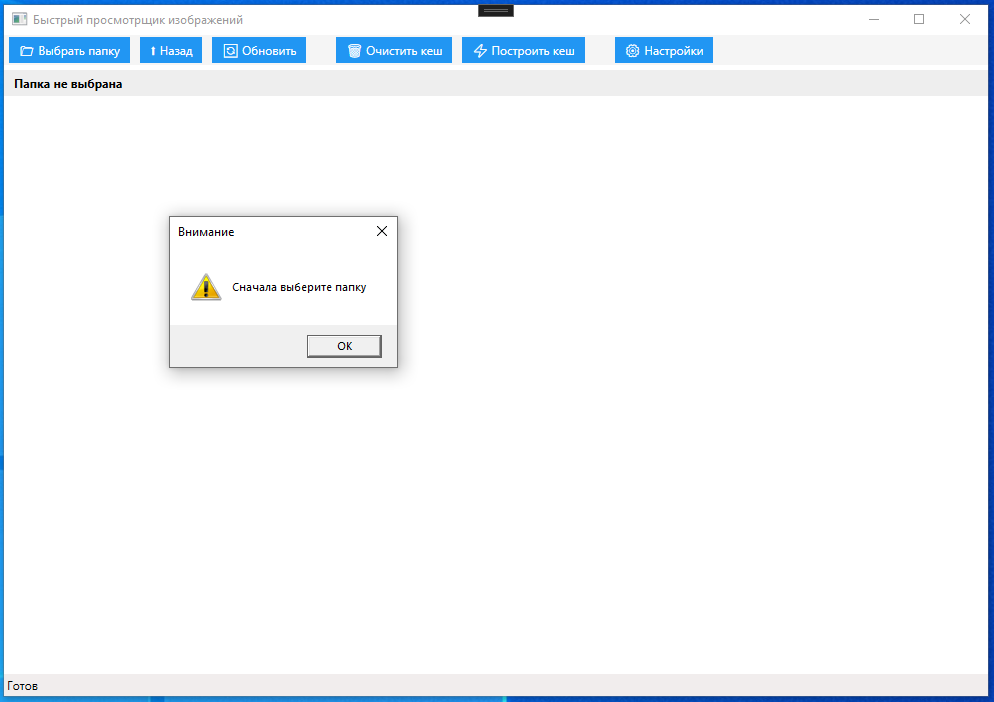 Быстрый просмотрщик изображений
Выбрать папку Назад Обновить Очистить кеш Построить кеш Настройки
Папка не выбрана
Внимание
Сначала выберите папку
OK
Готов